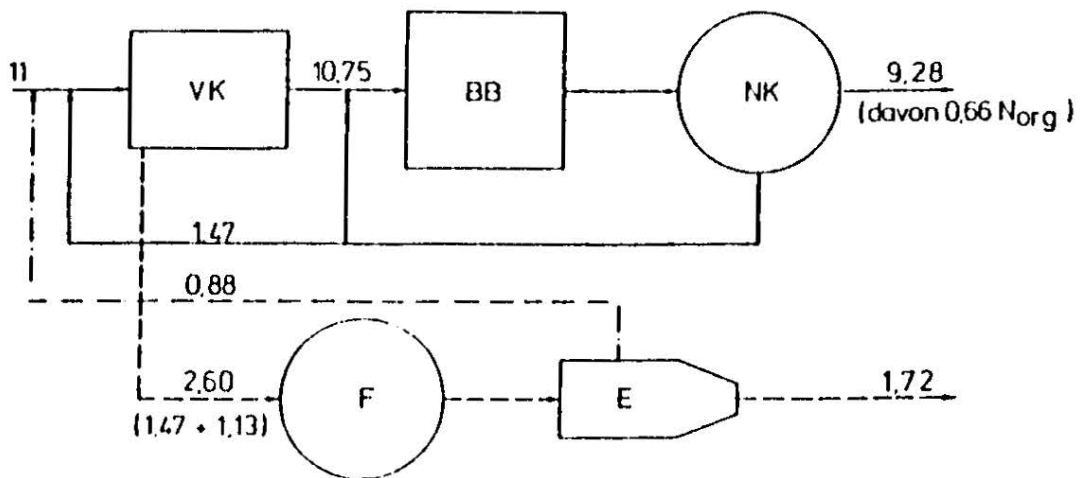 11
VK
10,75
BB
NK
9,28
(davon 0,66 Norg)
1,47
0,88
2,60
(1,47 + 1,13)
F
E
1,72